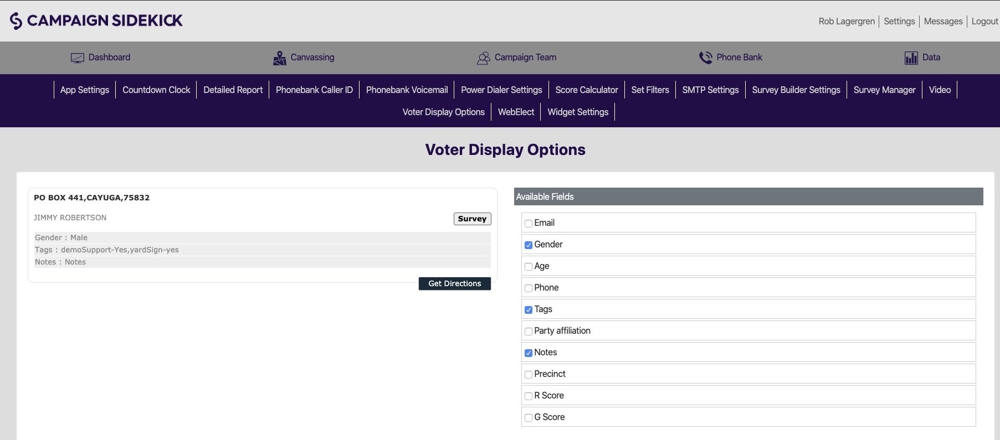 CAMPAIGN SIDEKICK
Rob Lagergren Settings Messages Logout
Dashboard Canvassing Campaign Team Phone Bank Data
App Settings Countdown Clock Detailed Report Phonebank Caller ID Phonebank Voicemail Power Dialer Settings Score Calculator Set Filters SMTP Settings Survey Builder Settings Survey Manager Video
Voter Display Options WebElect Widget Settings
Voter Display Options
PO BOX 441,CAYUGA,75832
JIMMY ROBERTSON
Survey
Gender : Male
Tags : demoSupport-Yes,yardSign-yes
Notes : Notes
Get Directions
Available Fields
Email
Gender
Age
Phone
Tags
Party affiliation
Notes
Precinct
R Score
G Score